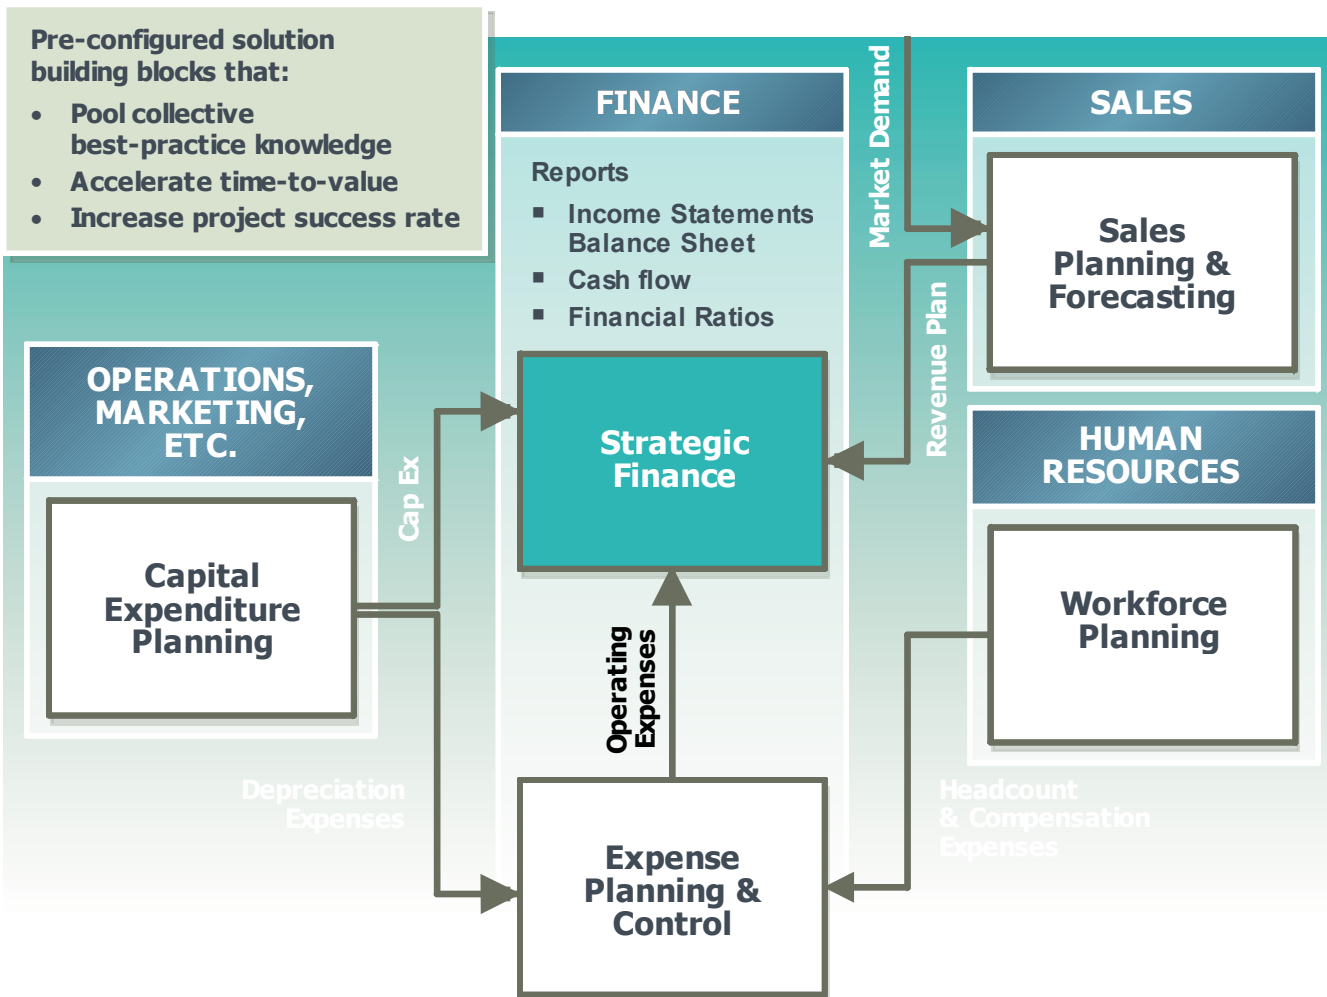 Pre-configured solution
building blocks that:
• Pool collective
best-practice knowledge
• Accelerate time-to-value
• Increase project success rate
FINANCE
Reports
▪ Income Statements
Balance Sheet
▪ Cash flow
▪ Financial Ratios
Strategic
Finance
Market Demand
SALES
Sales
Planning &
Forecasting
Revenue Plan
OPERATIONS,
MARKETING,
ETC.
Capital
Expenditure
Planning
Cap Ex
HUMAN
RESOURCES
Workforce
Planning
Operating
Expenses
Depreciation
Expenses
Headcount
& Compensation
Expenses
Expense
Planning &
Control